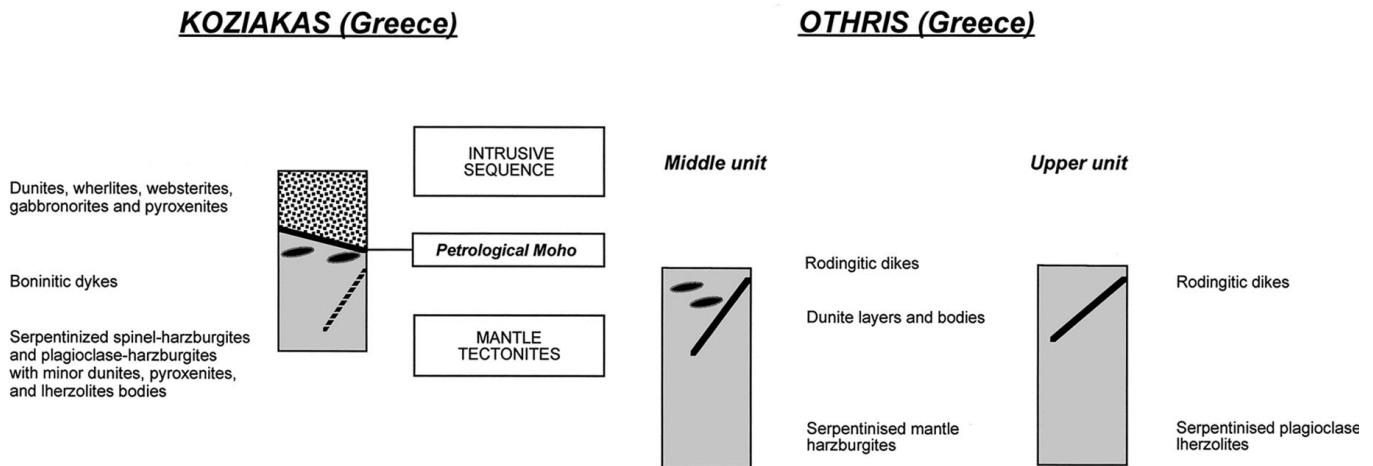 KOZIAKAS (Greece)
OTHRIS (Greece)
Dunites, wherlites, websterites,
gabbronorites and pyroxenites
Boninitic dykes
Serpentinized spinel-harzburgites
and plagioclase-harzburgites
with minor dunites, pyroxenites,
and lherzolites bodies
INTRUSIVE
SEQUENCE
Petrological Moho
MANTLE
TECTONITES
Middle unit
Rodingitic dikes
Dunite layers and bodies
Serpentinised mantle
harzburgites
Upper unit
Rodingitic dikes
Serpentinised plagioclase
lherzolites